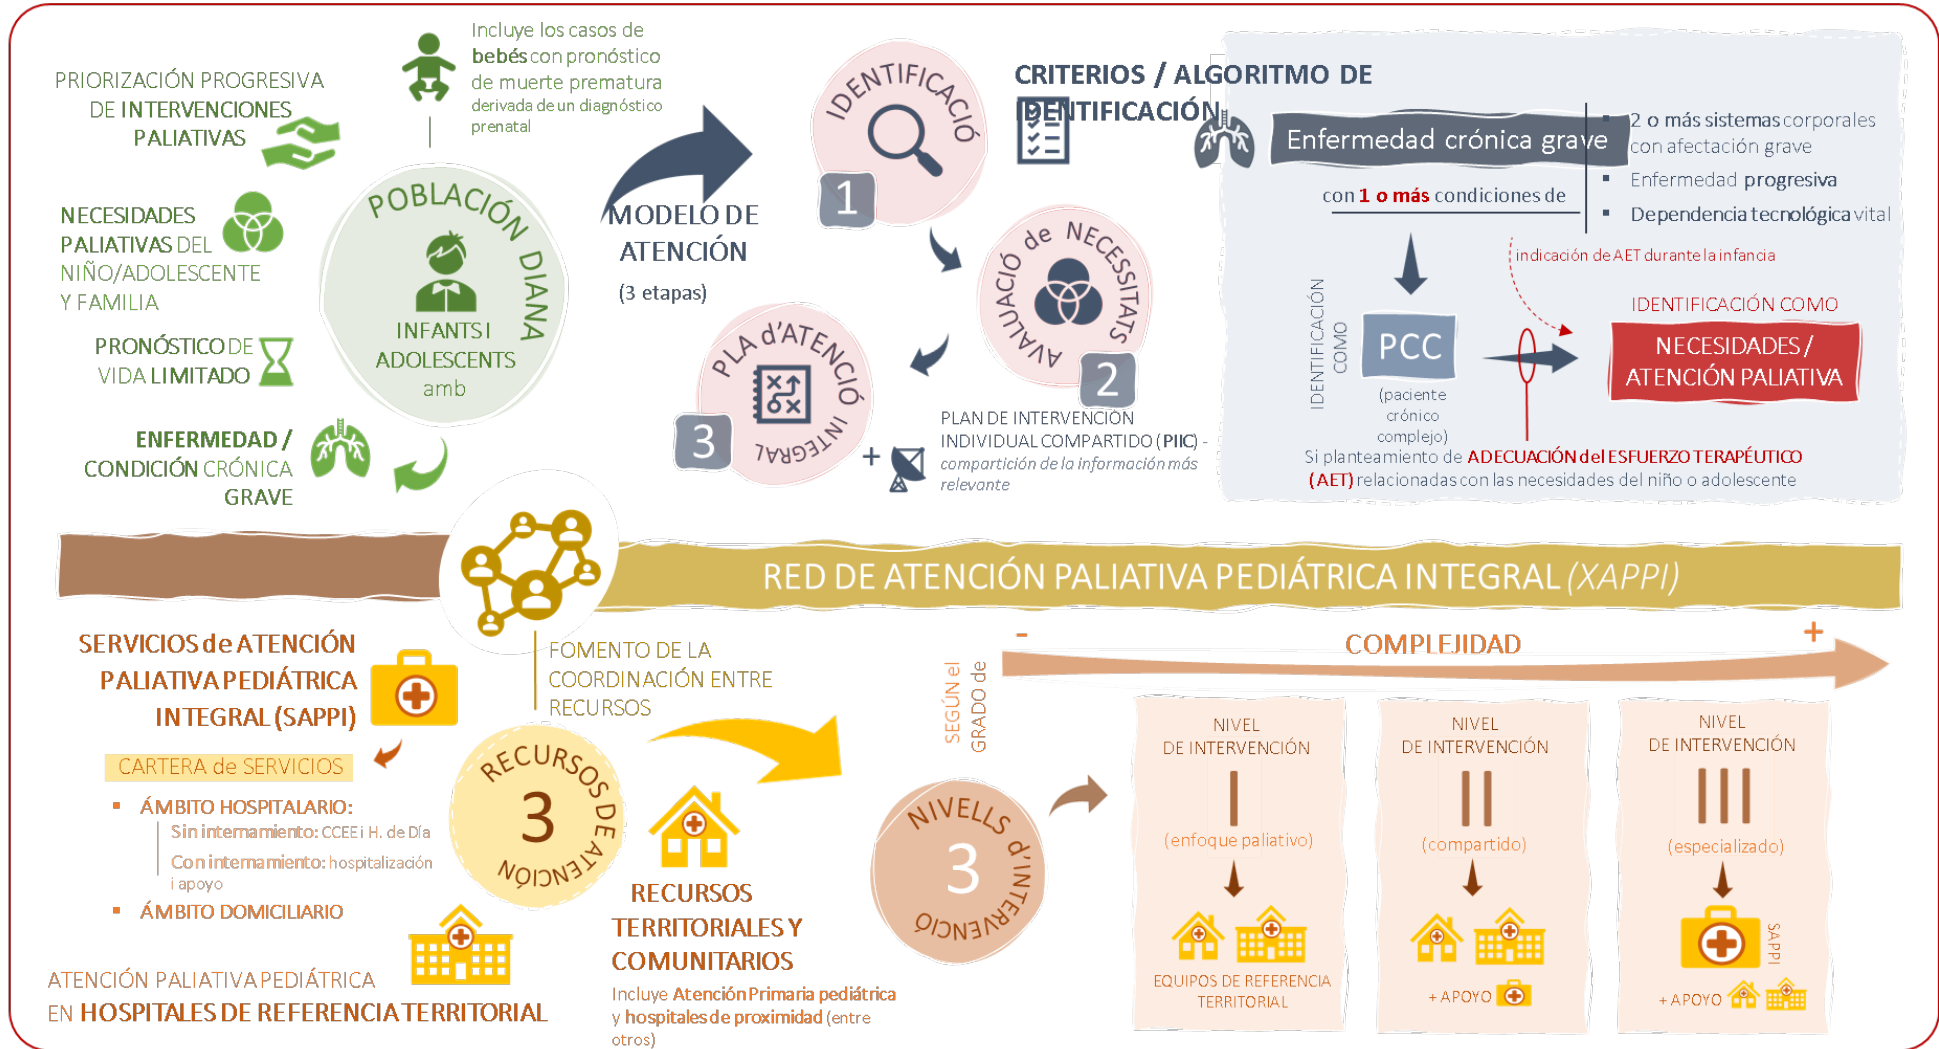 PRIORIZACIÓN PROGRESIVA
DE INTERVENCIONES
PALIATIVAS
Incluye los casos de
bebés con pronóstico
de muerte prematura
derivada de un diagnóstico
prenatal
NECESIDADES
PALIATIVAS DEL
NIÑO/ADOLESCENTE
Y FAMILIA
PRONÓSTICO DE
VIDA LIMITADO
ENFERMEDAD /
CONDICIÓN CRÓNICA
GRAVE
POBLACIÓN DIANA
INFANTS I
ADOLESCENTS
amb
MODELO DE
ATENCIÓN
(3 etapas)
IDENTIFICACIÓ
1
AVALUACIÓ de NECESSITATS
2
PLA d'ATENCIÓ INTEGRAL
3
+
PLAN DE INTERVENCIÓN
INDIVIDUAL COMPARTIDO (PIIC) -
compartición de la información más
relevante
CRITERIOS / ALGORITMO DE
IDENTIFICACIÓN
Enfermedad crónica grave
con 1 o más condiciones de
▪ 2 o más sistemas corporales
con afectación grave
▪ Enfermedad progresiva
▪ Dependencia tecnológica vital
indicación de AET durante la infancia
IDENTIFICACIÓN
COMO
PCC
(paciente
crónico
complejo)
IDENTIFICACIÓN COMO
NECESIDADES /
ATENCIÓN PALIATIVA
Si planteamiento de ADECUACIÓN del ESFUERZO TERAPÉUTICO
(AET) relacionadas con las necesidades del niño o adolescente
RED DE ATENCIÓN PALIATIVA PEDIÁTRICA INTEGRAL (XAPPI)
SERVICIOS de ATENCIÓN
PALIATIVA PEDIÁTRICA
INTEGRAL (SAPPI)
CARTERA de SERVICIOS
▪ ÁMBITO HOSPITALARIO:
Sin internamiento: CCEE i H. de Día
Con internamiento: hospitalización
i apoyo
▪ ÁMBITO DOMICILIARIO
ATENCIÓN PALIATIVA PEDIÁTRICA
EN HOSPITALES DE REFERENCIA TERRITORIAL
FOMENTO DE LA
COORDINACIÓN ENTRE
RECURSOS
RECURSOS DE ATENCIÓN
3
RECURSOS
TERRITORIALES Y
COMUNITARIOS
Incluye Atención Primaria pediátrica
y hospitales de proximidad (entre
otros)
NIVELLS d'INTERVENCIÓ
3
SEGÚN el
GRADO de
- COMPLEJIDAD +
NIVEL
DE INTERVENCIÓN
I
(enfoque paliativo)
EQUIPOS DE REFERENCIA
TERRITORIAL
NIVEL
DE INTERVENCIÓN
II
(compartido)
+ APOYO
NIVEL
DE INTERVENCIÓN
III
(especializado)
SAPPI
+ APOYO